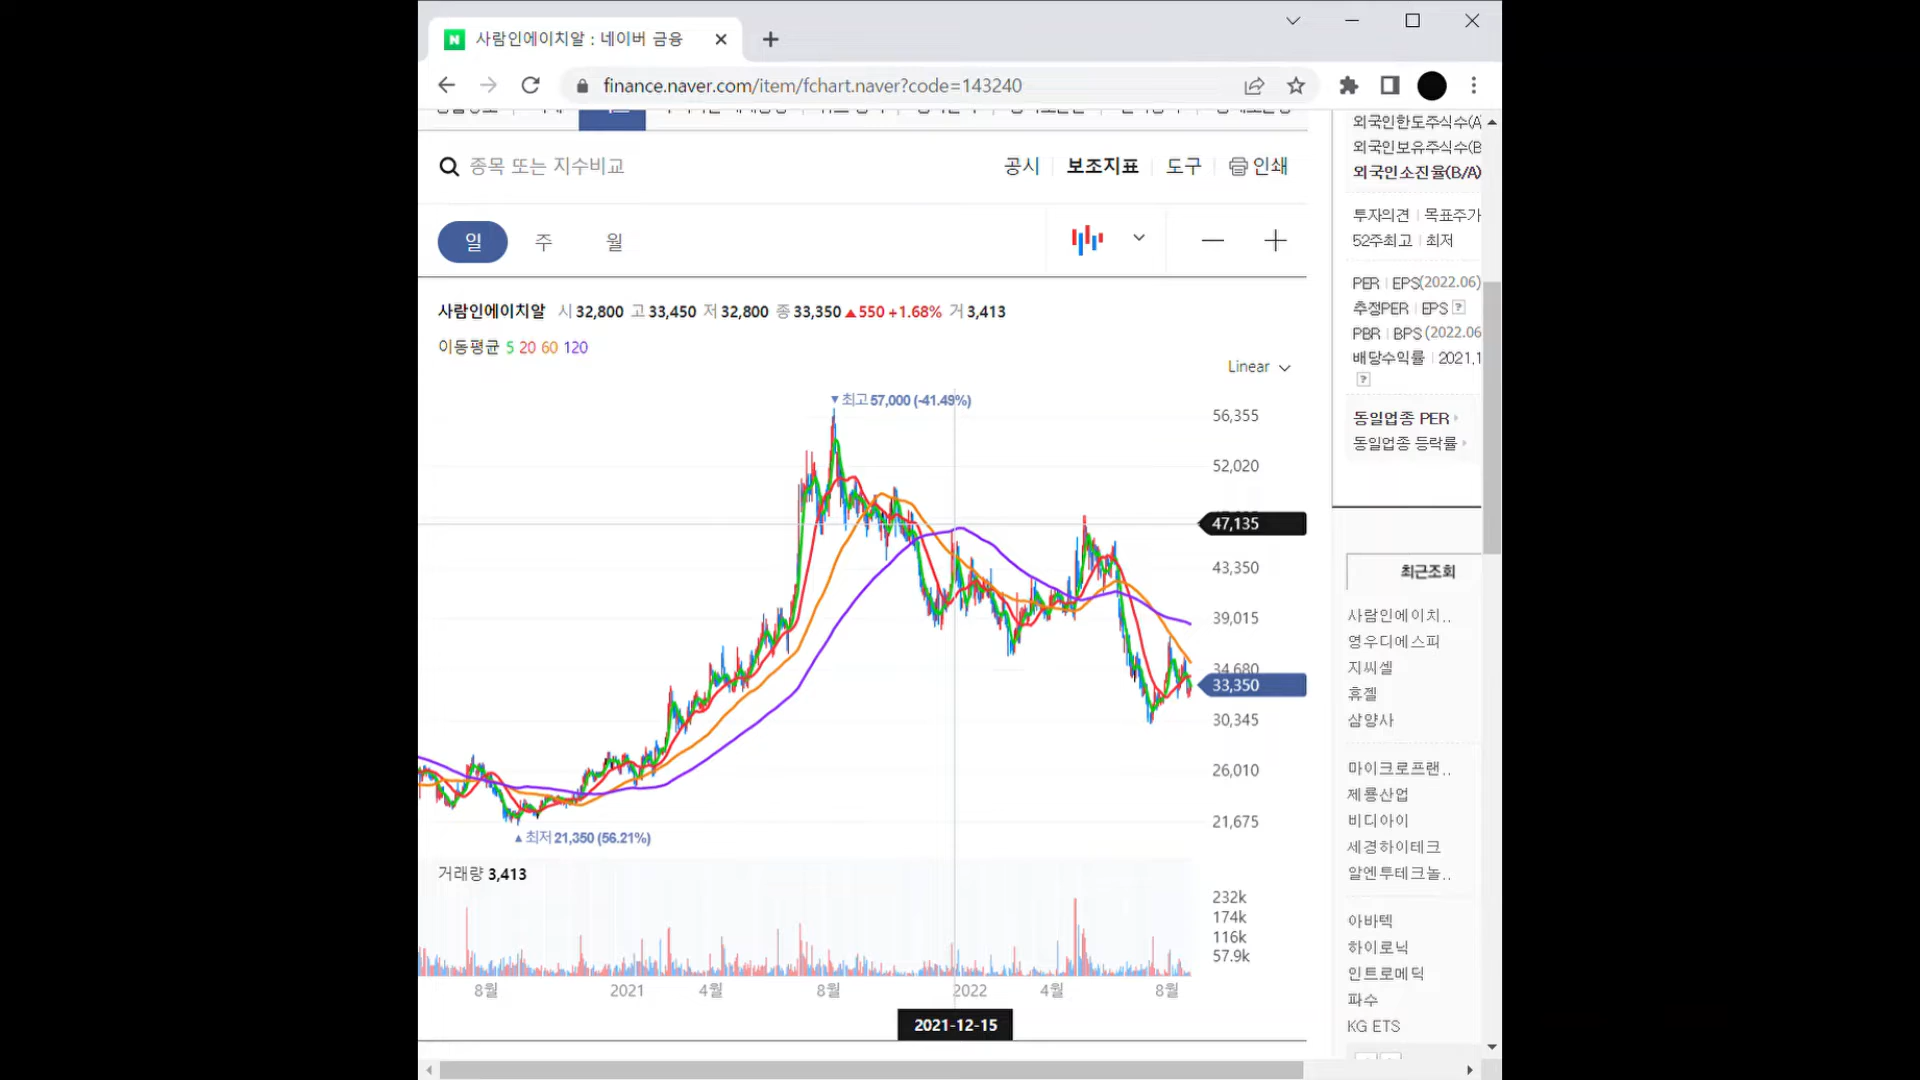 사람인에이치알 : 네이버 금융
finance.naver.com/item/fchart.naver?code=143240
종목 또는 지수비교
공시 보조지표 도구 인쇄
일 주 월
사람인에이치알 시 32,800 고 33,450 저 32,800 종 33,350 ▲550 +1.68% 거 3,413
이동평균 5 20 60 120
Linear
▼최고 57,000 (-41.49%)
56,355
52,020
47,135
43,350
39,015
34,680
33,350
30,345
26,010
21,675
▲최저 21,350 (56.21%)
거래량 3,413
232k
174k
116k
57.9k
8월 2021 4월 8월 2022 4월 8월
2021-12-15
외국인한도주식수(A
외국인보유주식수(B
외국인소진율(B/A)
투자의견 | 목표주가
52주최고 | 최저
PER | EPS(2022.06)
추정PER | EPS ?
PBR | BPS (2022.06
배당수익률 | 2021.1
?
동일업종 PER
동일업종 등락률
최근조회
사람인에이치..
영우디에스피
지씨셀
휴젤
삼양사
마이크로프랜..
제룡산업
비디아이
세경하이테크
알엔투테크놀..
아바텍
하이로닉
인트로메딕
파수
KG ETS